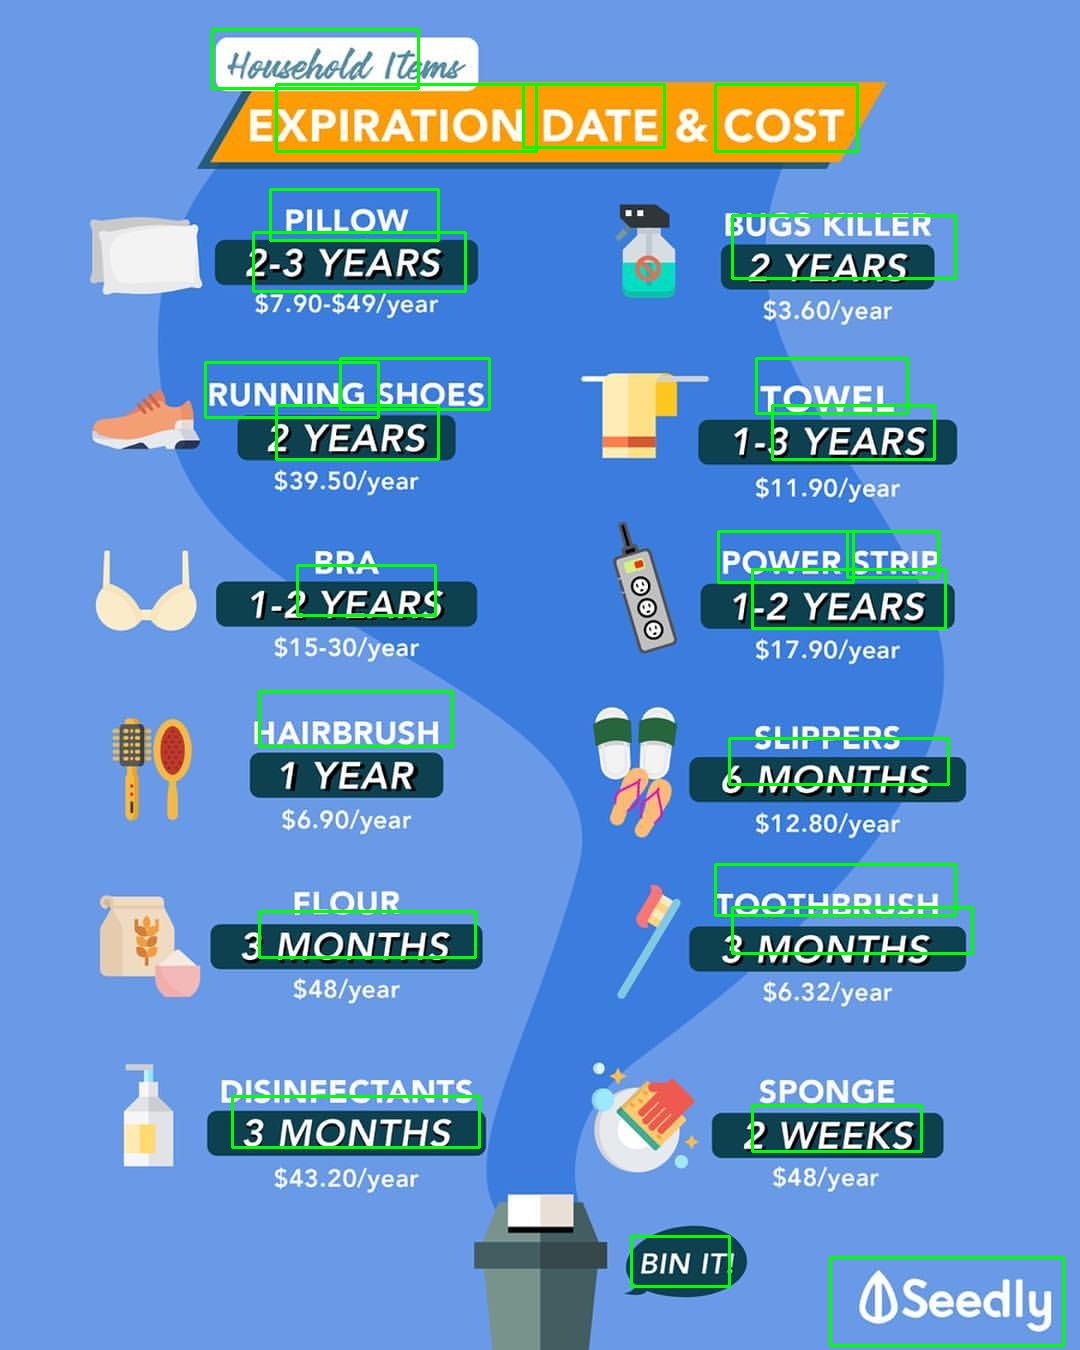 Household Items
EXPIRATION DATE & COST
PILLOW
2-3 YEARS
$7.90-$49/year
BUGS KILLER
2 YEARS
$3.60/year
RUNNING SHOES
2 YEARS
$39.50/year
TOWEL
1-3 YEARS
$11.90/year
BRA
1-2 YEARS
$15-30/year
POWER STRIP
1-2 YEARS
$17.90/year
HAIRBRUSH
1 YEAR
$6.90/year
SLIPPERS
6 MONTHS
$12.80/year
FLOUR
3 MONTHS
$48/year
TOOTHBRUSH
3 MONTHS
$6.32/year
DISINFECTANTS
3 MONTHS
$43.20/year
SPONGE
2 WEEKS
$48/year
BIN IT!
Seedly